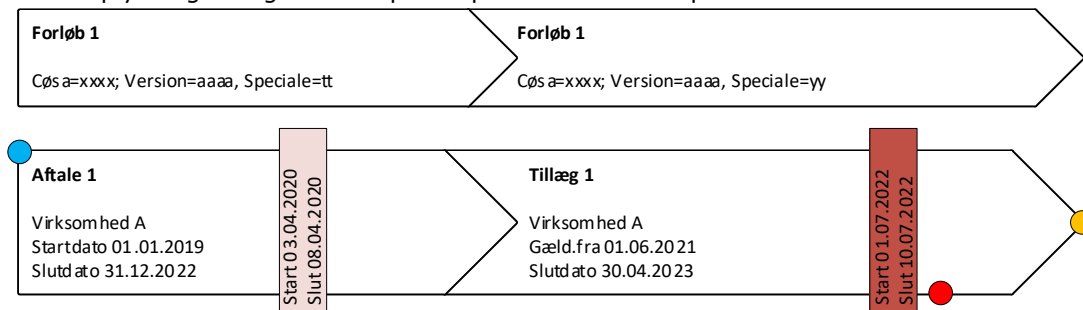 Forløb 1
Cøsa=xxxx; Version=aaaa, Speciale=tt
Forløb 1
Cøsa=xxxx; Version=aaaa, Speciale=yy
Aftale 1
Virksomhed A
Startdato 01.01.2019
Slutdato 31.12.2022
Start 03.04.2020
Slut 08.04.2020
Tillæg 1
Virksomhed A
Gæld.fra 01.06.2021
Slutdato 30.04.2023
Start 01.07.2022
Slut 10.07.2022